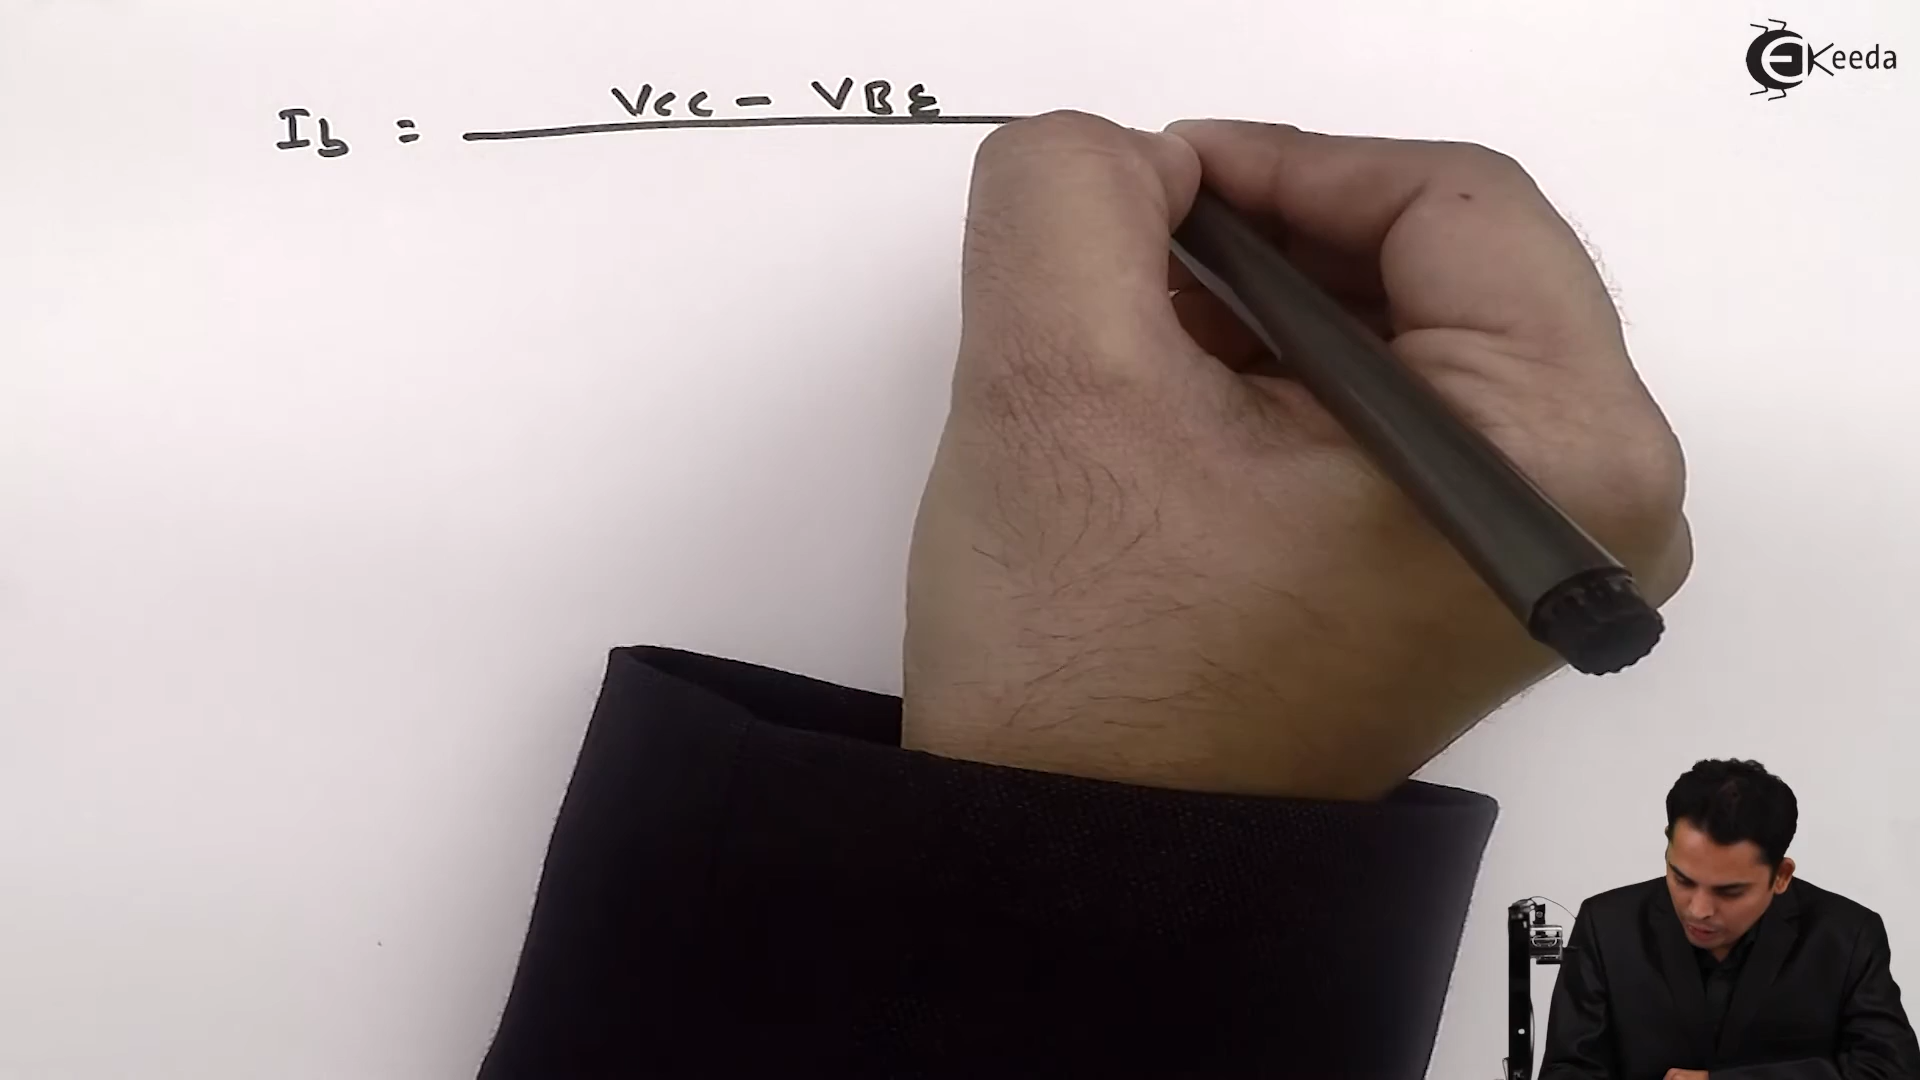 Ib = VCC - VBE
EKeeda